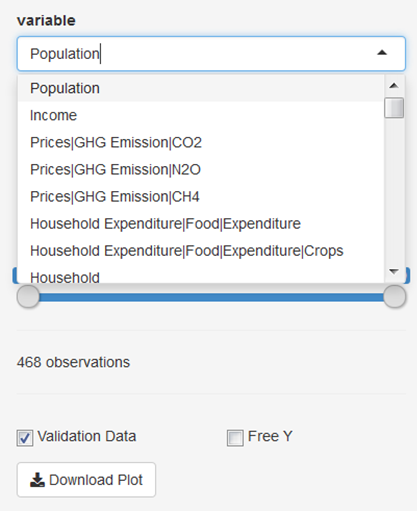 variable
Population
Population
Income
Prices|GHG Emission|CO2
Prices|GHG Emission|N2O
Prices|GHG Emission|CH4
Household Expenditure|Food|Expenditure
Household Expenditure|Food|Expenditure|Crops
Household
468 observations
Validation Data
Free Y
Download Plot